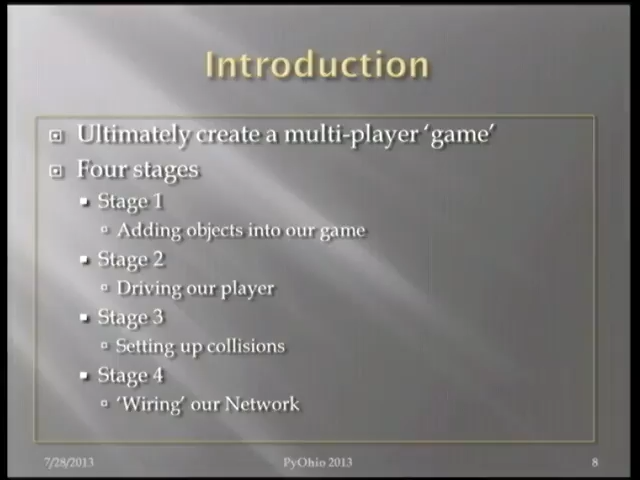 Introduction
Ultimately create a multi-player ‘game’
Four stages
Stage 1
Adding objects into our game
Stage 2
Driving our player
Stage 3
Setting up collisions
Stage 4
‘Wiring’ our Network
7/28/2013
PyOhio 2013
8